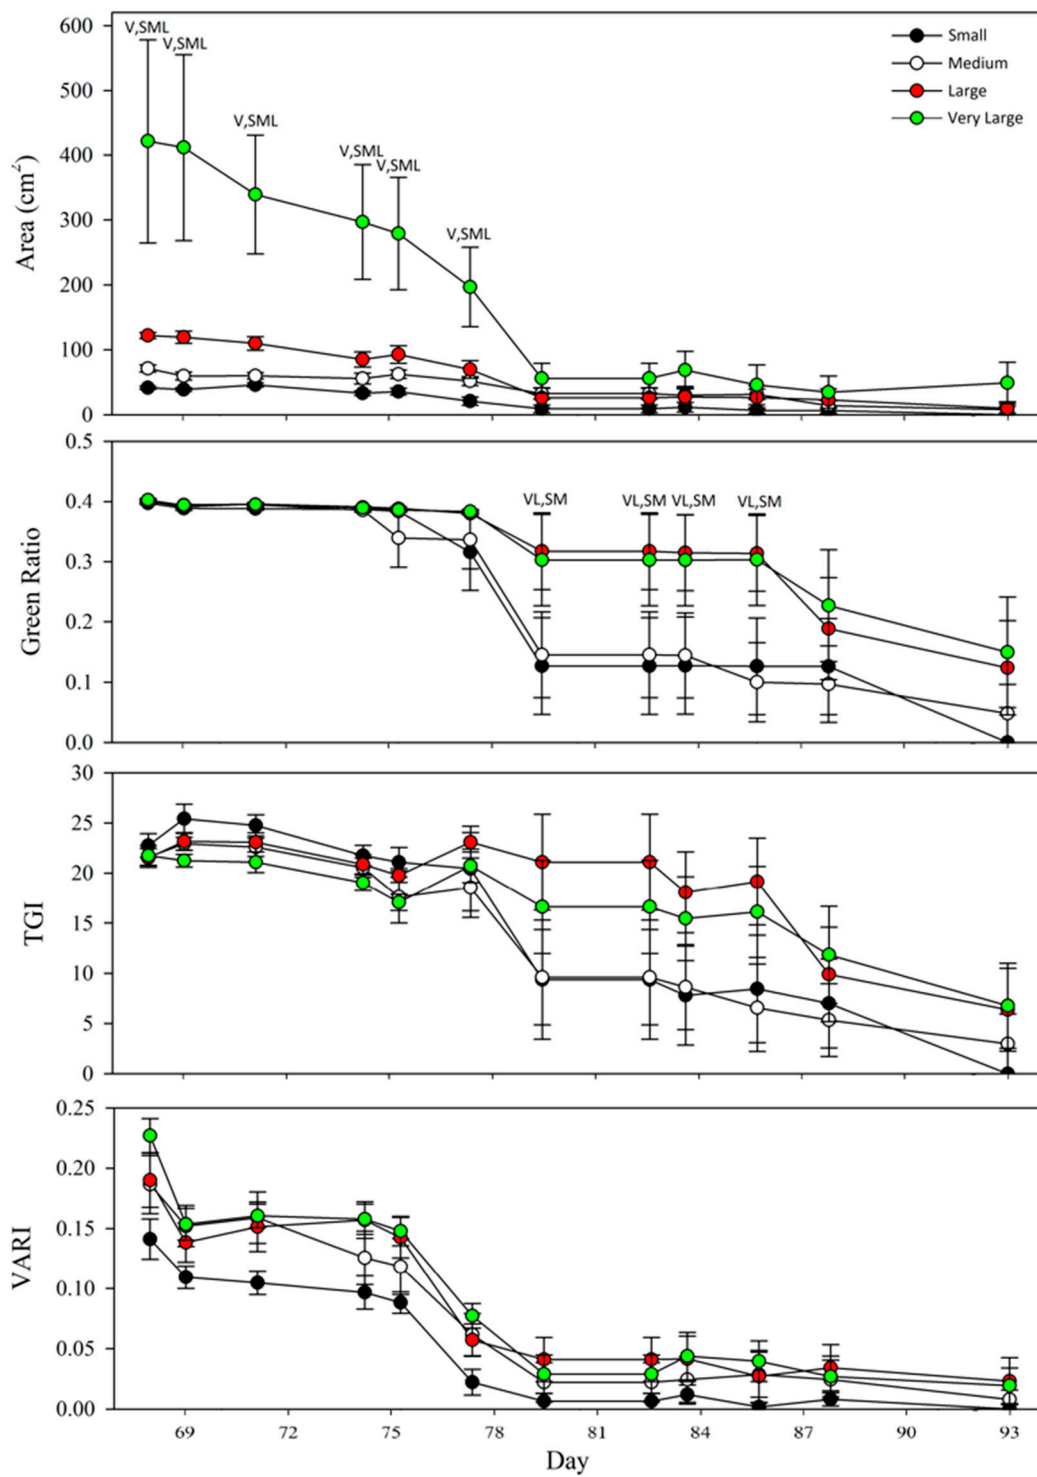 600
500
400
300
200
100
0
Area (cm²)
V,SML
V,SML
V,SML
V,SML
V,SML
V,SML
Small
Medium
Large
Very Large
0.5
0.4
0.3
0.2
0.1
0.0
Green Ratio
VL,SM
VL,SM
VL,SM
VL,SM
30
25
20
15
10
5
0
TGI
0.25
0.20
0.15
0.10
0.05
0.00
VARI
69 72 75 78 81 84 87 90 93
Day